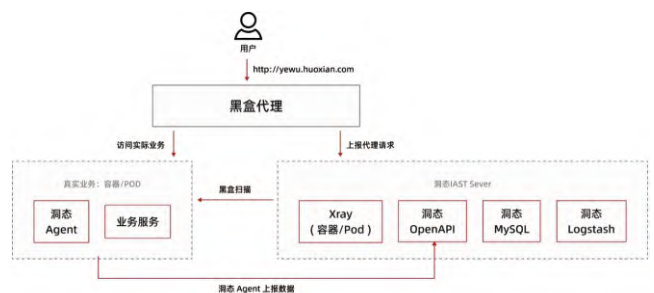 用户
http://yewu.huoxian.com
黑盒代理
访问实际业务
上报代理请求
真实业务：容器/POD
洞态IAST Sever
黑盒扫描
洞态
Agent
业务服务
Xray
( 容器/Pod )
洞态
OpenAPI
洞态
MySQL
洞态
Logstash
洞态 Agent 上报数据